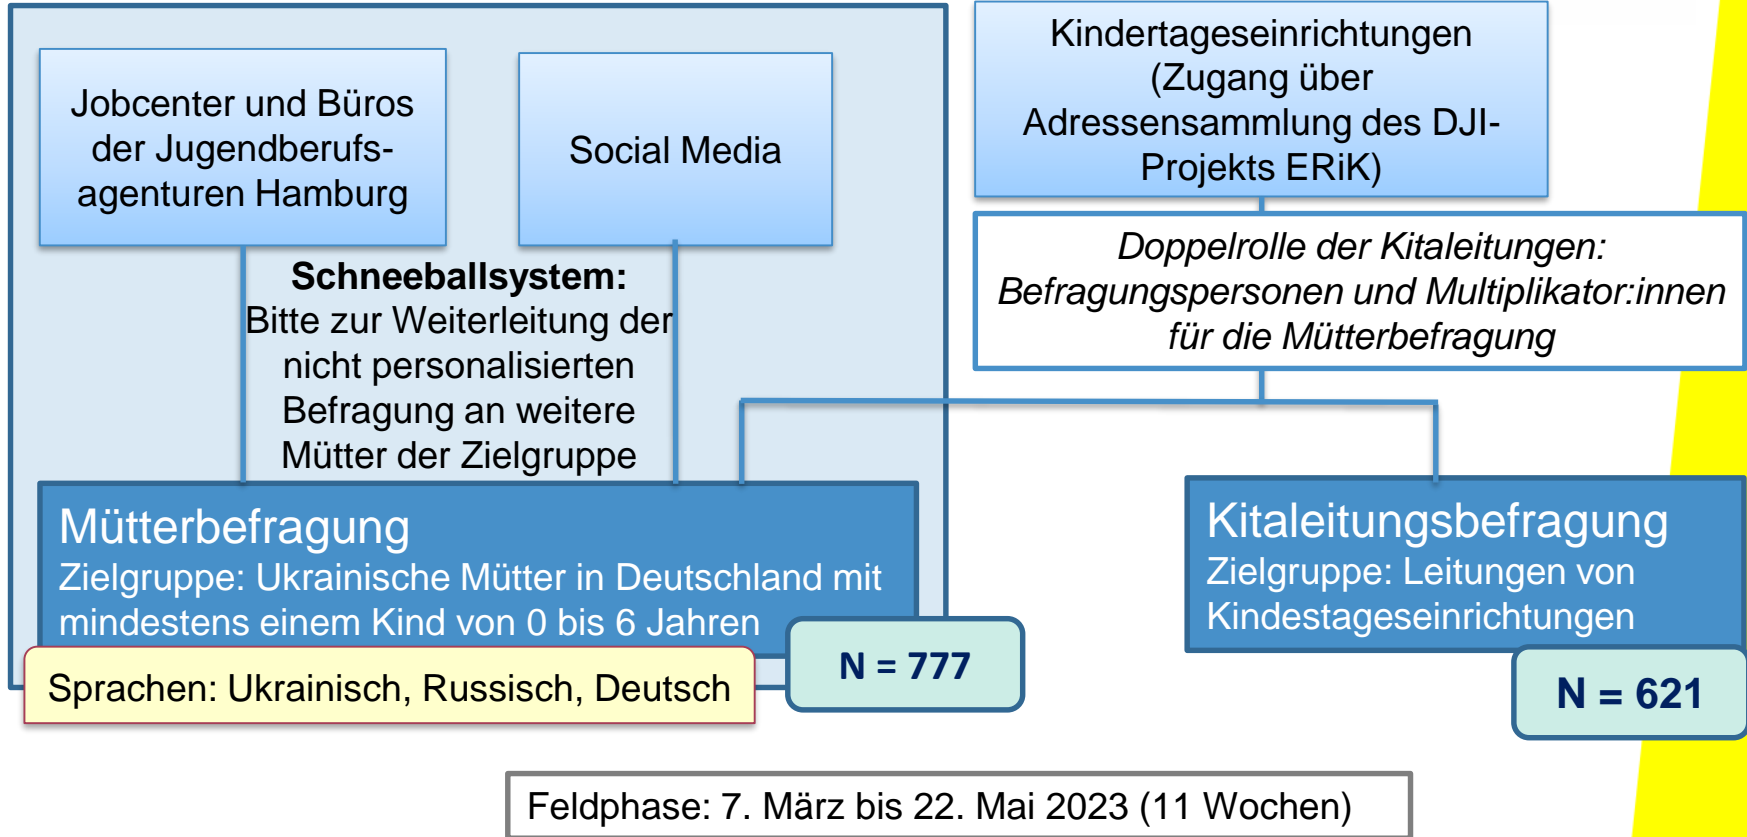 Jobcenter und Büros
der Jugendberufs-
agenturen Hamburg
Social Media
Kindertageseinrichtungen
(Zugang über
Adressensammlung des DJI-
Projekts ERiK)
Doppelrolle der Kitaleitungen:
Befragungspersonen und Multiplikator:innen
für die Mütterbefragung
Schneeballsystem:
Bitte zur Weiterleitung der
nicht personalisierten
Befragung an weitere
Mütter der Zielgruppe
Mütterbefragung
Zielgruppe: Ukrainische Mütter in Deutschland mit
mindestens einem Kind von 0 bis 6 Jahren
Sprachen: Ukrainisch, Russisch, Deutsch
N = 777
Kitaleitungsbefragung
Zielgruppe: Leitungen von
Kindestageseinrichtungen
N = 621
Feldphase: 7. März bis 22. Mai 2023 (11 Wochen)